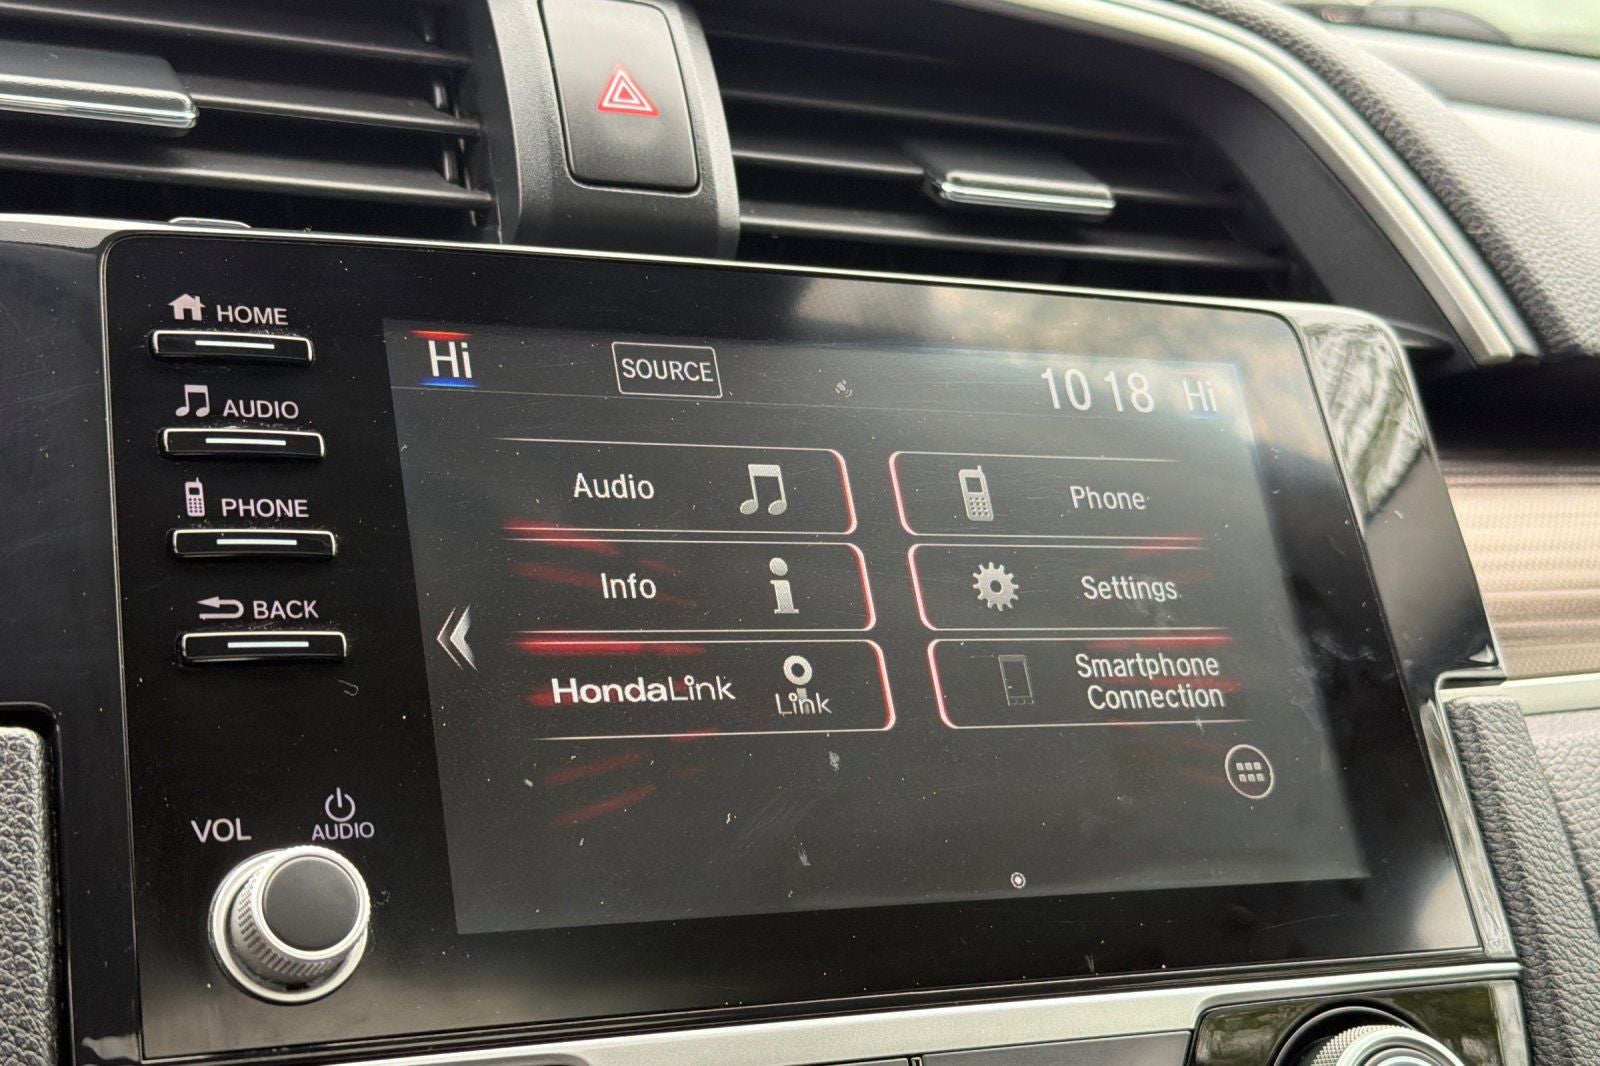 HOME
AUDIO
PHONE
BACK
VOL
AUDIO
Hi
SOURCE
10 18
Hi
Audio
Phone
Info
Settings
HondaLink
Link
Smartphone
Connection